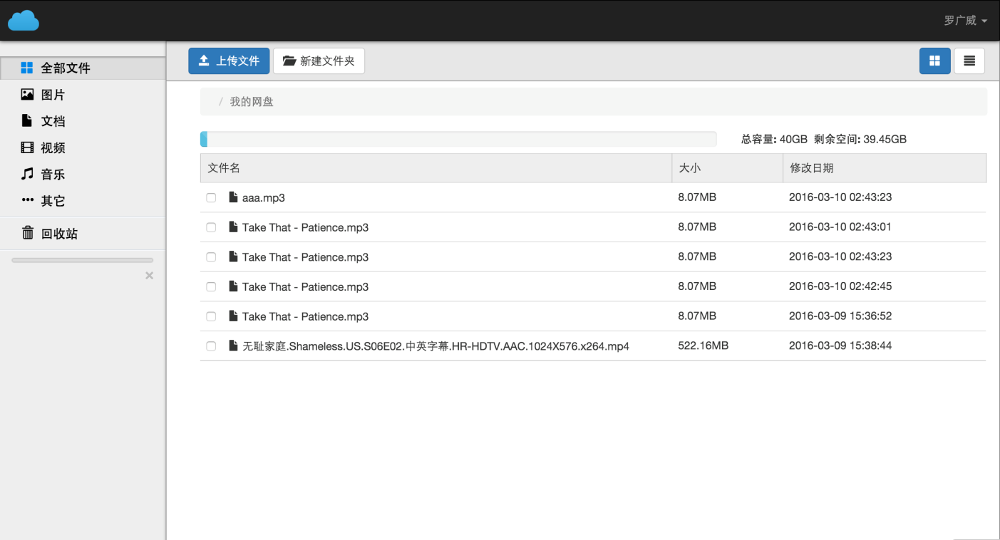 罗广威
全部文件
图片
文档
视频
音乐
其它
回收站
上传文件 新建文件夹
/ 我的网盘
总容量: 40GB 剩余空间: 39.45GB
文件名 大小 修改日期
aaa.mp3 8.07MB 2016-03-10 02:43:23
Take That - Patience.mp3 8.07MB 2016-03-10 02:43:01
Take That - Patience.mp3 8.07MB 2016-03-10 02:43:23
Take That - Patience.mp3 8.07MB 2016-03-10 02:42:45
Take That - Patience.mp3 8.07MB 2016-03-09 15:36:52
无耻家庭.Shameless.US.S06E02.中英字幕.HR-HDTV.AAC.1024X576.x264.mp4 522.16MB 2016-03-09 15:38:44